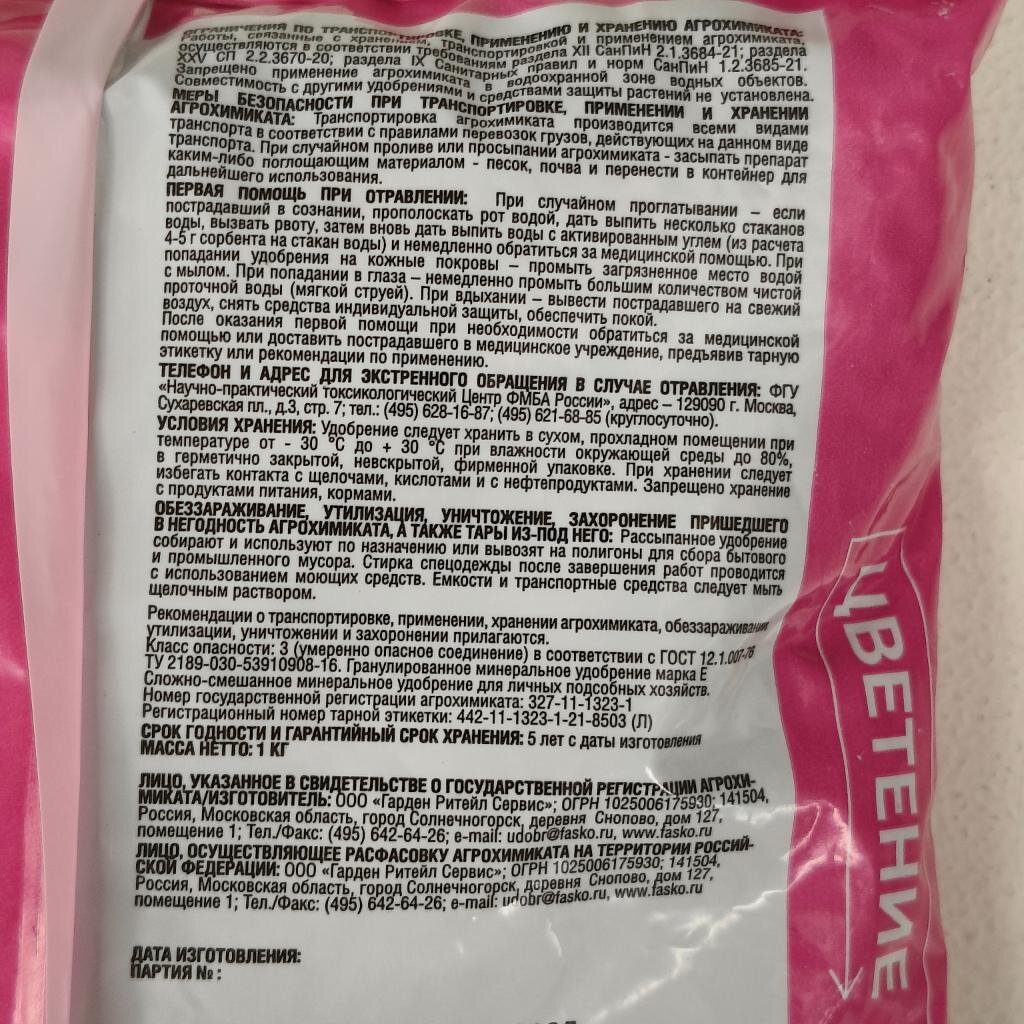 ОГРАНИЧЕНИЯ ПО ТРАНСПОРТИРОВКЕ, ПРИМЕНЕНИЮ И ХРАНЕНИЮ АГРОХИМИКАТА:
Работы, связанные с хранением, транспортировкой и применением агрохимиката,
осуществляются в соответствии требованиям раздела XII СанПиН 2.1.3684-21; раздела
XXV СП 2.2.3670-20; раздела IX Санитарных правил и норм СанПиН 1.2.3685-21.
Запрещено применение агрохимиката в водоохранной зоне водных объектов.
Совместимость с другими удобрениями и средствами защиты растений не установлена.
МЕРЫ БЕЗОПАСНОСТИ ПРИ ТРАНСПОРТИРОВКЕ, ПРИМЕНЕНИИ И ХРАНЕНИИ
АГРОХИМИКАТА: Транспортировка агрохимиката производится всеми видами
транспорта в соответствии с правилами перевозок грузов, действующих на данном виде
транспорта. При случайном проливе или просыпании агрохимиката - засыпать препарат
каким-либо поглощающим материалом - песок, почва и перенести в контейнер для
дальнейшего использования.
ПЕРВАЯ ПОМОЩЬ ПРИ ОТРАВЛЕНИИ: При случайном проглатывании – если
пострадавший в сознании, прополоскать рот водой, дать выпить несколько стаканов
воды, вызвать рвоту, затем вновь дать выпить воды с активированным углем (из расчета
4-5 г сорбента на стакан воды) и немедленно обратиться за медицинской помощью. При
попадании удобрения на кожные покровы – промыть загрязненное место водой
с мылом. При попадании в глаза – немедленно промыть большим количеством чистой
проточной воды (мягкой струей). При вдыхании – вывести пострадавшего на свежий
воздух, снять средства индивидуальной защиты, обеспечить покой.
После оказания первой помощи при необходимости обратиться за медицинской
помощью или доставить пострадавшего в медицинское учреждение, предъявив тарную
этикетку или рекомендации по применению.
ТЕЛЕФОН И АДРЕС ДЛЯ ЭКСТРЕННОГО ОБРАЩЕНИЯ В СЛУЧАЕ ОТРАВЛЕНИЯ: ФГУ
«Научно-практический токсикологический Центр ФМБА России», адрес – 129090 г. Москва,
Сухаревская пл., д.3, стр. 7; тел.: (495) 628-16-87; (495) 621-68-85 (круглосуточно).
УСЛОВИЯ ХРАНЕНИЯ: Удобрение следует хранить в сухом, прохладном помещении при
температуре от - 30 °С до + 30 °С при влажности окружающей среды до 80%,
в герметично закрытой, невскрытой, фирменной упаковке. При хранении следует
избегать контакта с щелочами, кислотами и с нефтепродуктами. Запрещено хранение
с продуктами питания, кормами.
ОБЕЗЗАРАЖИВАНИЕ, УТИЛИЗАЦИЯ, УНИЧТОЖЕНИЕ, ЗАХОРОНЕНИЕ ПРИШЕДШЕГО
В НЕГОДНОСТЬ АГРОХИМИКАТА, А ТАКЖЕ ТАРЫ ИЗ-ПОД НЕГО: Рассыпанное удобрение
собирают и используют по назначению или вывозят на полигоны для сбора бытового
и промышленного мусора. Стирка спецодежды после завершения работ проводится
с использованием моющих средств. Емкости и транспортные средства следует мыть
щелочным раствором.
Рекомендации о транспортировке, применении, хранении агрохимиката, обеззараживании
утилизации, уничтожении и захоронении прилагаются.
Класс опасности: 3 (умеренно опасное соединение) в соответствии с ГОСТ 12.1.007-76
ТУ 2189-030-53910908-16. Гранулированное минеральное удобрение марка Е
Сложно-смешанное минеральное удобрение для личных подсобных хозяйств.
Номер государственной регистрации агрохимиката: 327-11-1323-1
Регистрационный номер тарной этикетки: 442-11-1323-1-21-8503 (Л)
СРОК ГОДНОСТИ И ГАРАНТИЙНЫЙ СРОК ХРАНЕНИЯ: 5 лет с даты изготовления
МАССА НЕТТО: 1 КГ
ЛИЦО, УКАЗАННОЕ В СВИДЕТЕЛЬСТВЕ О ГОСУДАРСТВЕННОЙ РЕГИСТРАЦИИ АГРОХИ-
МИКАТА/ИЗГОТОВИТЕЛЬ: ООО «Гарден Ритейл Сервис»; ОГРН 1025006175930; 141504,
Россия, Московская область, город Солнечногорск, деревня Снопово, дом 127,
помещение 1; Тел./Факс: (495) 642-64-26; e-mail: udobr@fasko.ru, www.fasko.ru
ЛИЦО, ОСУЩЕСТВЛЯЮЩЕЕ РАСФАСОВКУ АГРОХИМИКАТА НА ТЕРРИТОРИИ РОССИЙ-
СКОЙ ФЕДЕРАЦИИ: ООО «Гарден Ритейл Сервис»; ОГРН 1025006175930; 141504,
Россия, Московская область, город Солнечногорск, деревня Снопово, дом 127,
помещение 1; Тел./Факс: (495) 642-64-26; e-mail: udobr@fasko.ru, www.fasko.ru
ДАТА ИЗГОТОВЛЕНИЯ:
ПАРТИЯ № :
ЦВЕТЕНИЕ